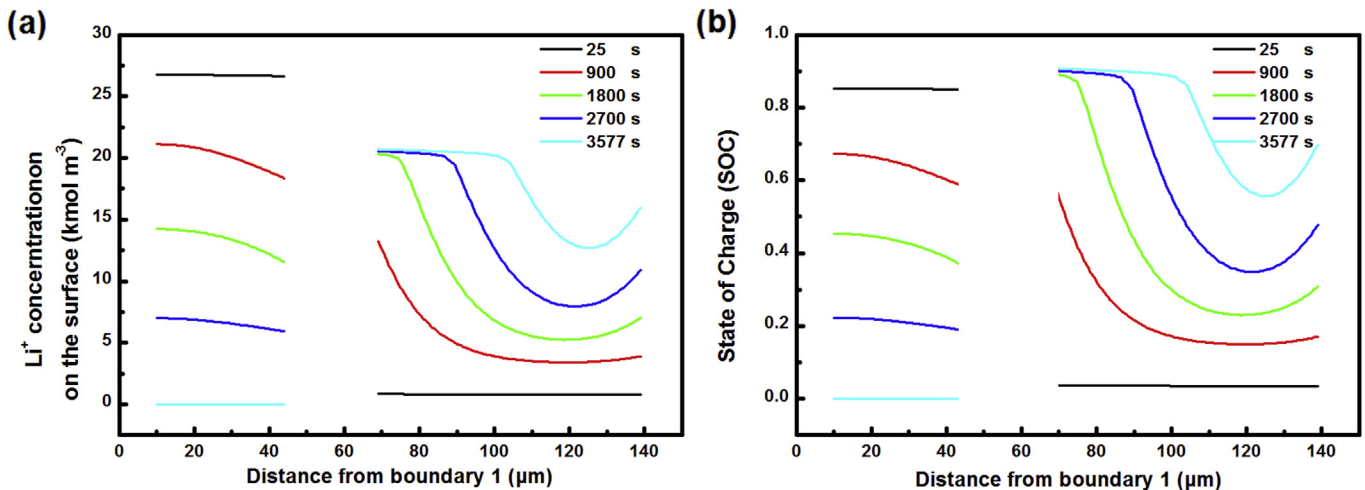 (a)
30
25
20
15
10
5
0
Li+ concentrationon
on the surface (kmol m-3)
25 s
900 s
1800 s
2700 s
3577 s
0 20 40 60 80 100 120 140
Distance from boundary 1 (µm)
(b)
1.0
0.8
0.6
0.4
0.2
0.0
State of Charge (SOC)
25 s
900 s
1800 s
2700 s
3577 s
0 20 40 60 80 100 120 140
Distance from boundary 1 (µm)